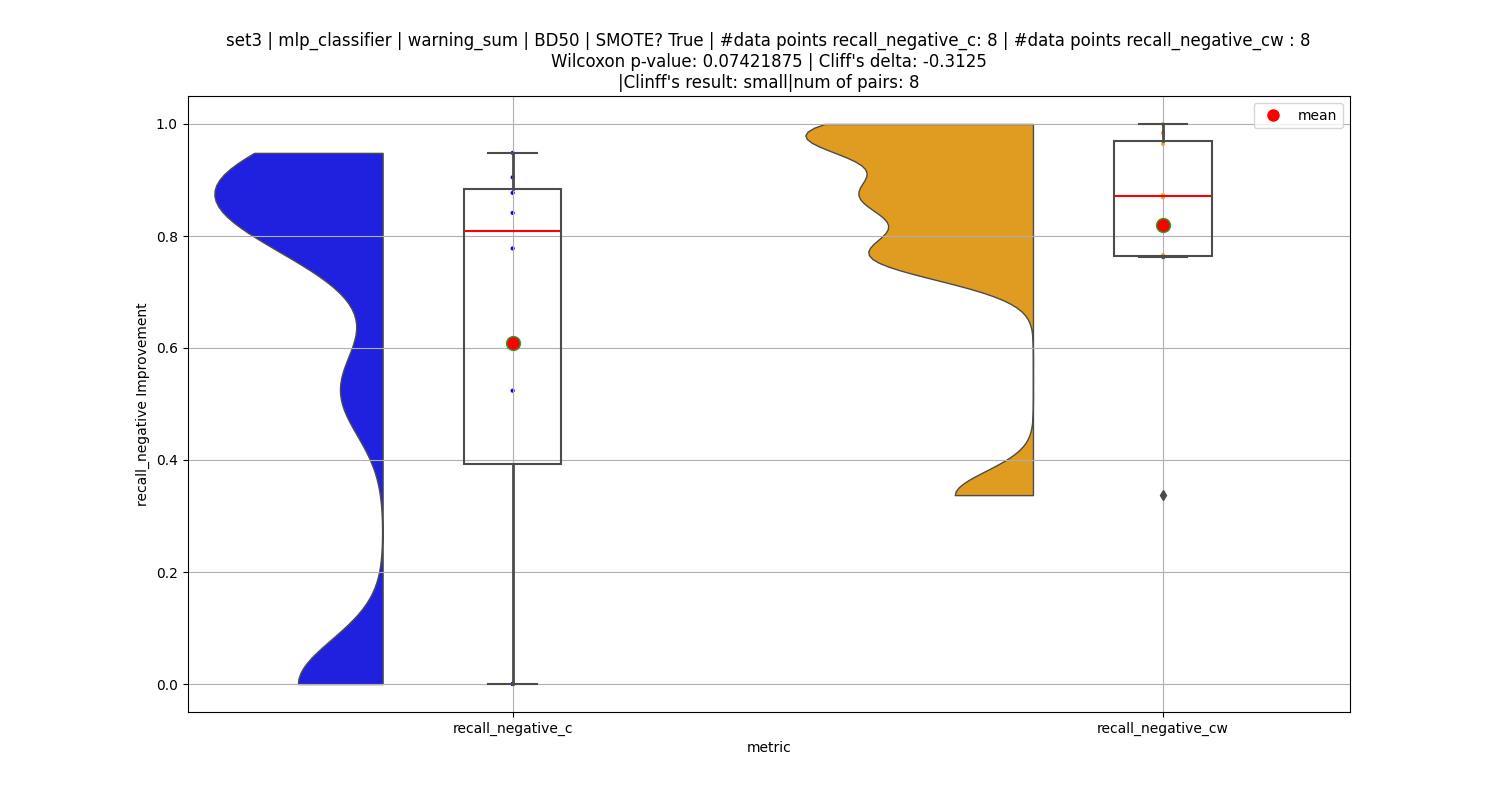 set3 | mlp_classifier | warning_sum | BD50 | SMOTE? True | #data points recall_negative_c: 8 | #data points recall_negative_cw : 8
Wilcoxon p-value: 0.07421875 | Cliff's delta: -0.3125
|Clinff's result: small|num of pairs: 8
mean
1.0
0.8
0.6
0.4
0.2
0.0
recall_negative Improvement
recall_negative_c
recall_negative_cw
metric